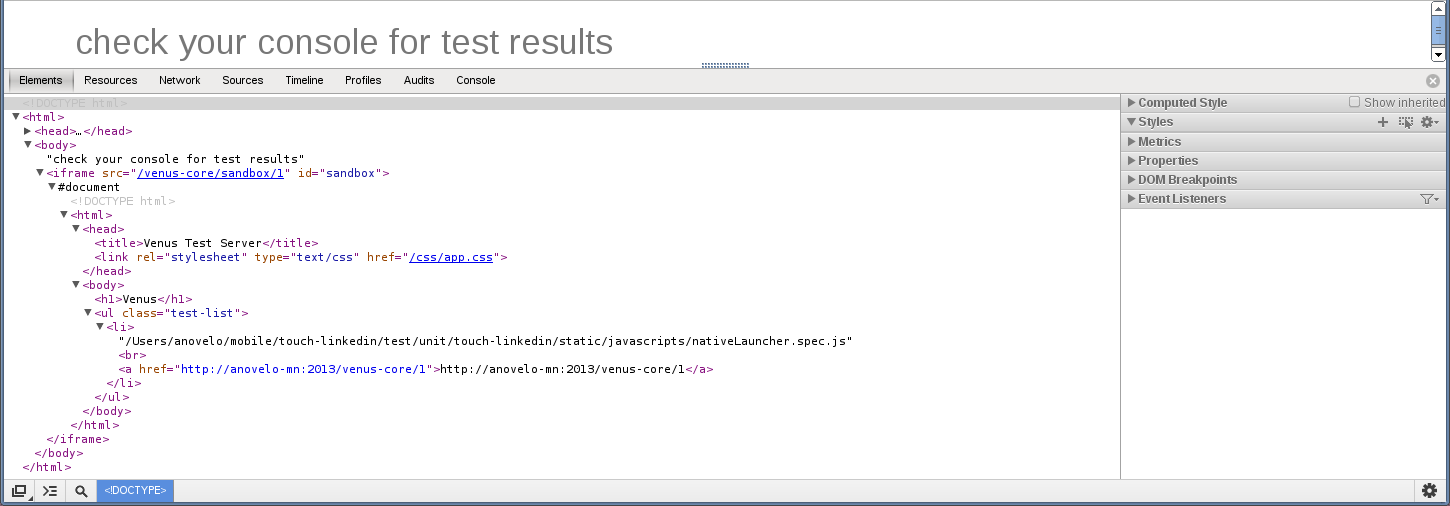 check your console for test results
Elements Resources Network Sources Timeline Profiles Audits Console
<!DOCTYPE html>
<html>
<head>…</head>
<body>
"check your console for test results"
<iframe src="/venus-core/sandbox/1" id="sandbox">
#document
<!DOCTYPE html>
<html>
<head>
<title>Venus Test Server</title>
<link rel="stylesheet" type="text/css" href="/css/app.css">
</head>
<body>
<h1>Venus</h1>
<ul class="test-list">
<li>
"/Users/anovelo/mobile/touch-linkedin/test/unit/touch-linkedin/static/javascripts/nativeLauncher.spec.js"
<br>
<a href="http://anovelo-mn:2013/venus-core/1">http://anovelo-mn:2013/venus-core/1</a>
</li>
</ul>
</body>
</html>
</iframe>
</body>
</html>
Computed Style Show inherited
Styles
Metrics
Properties
DOM Breakpoints
Event Listeners
<!DOCTYPE>